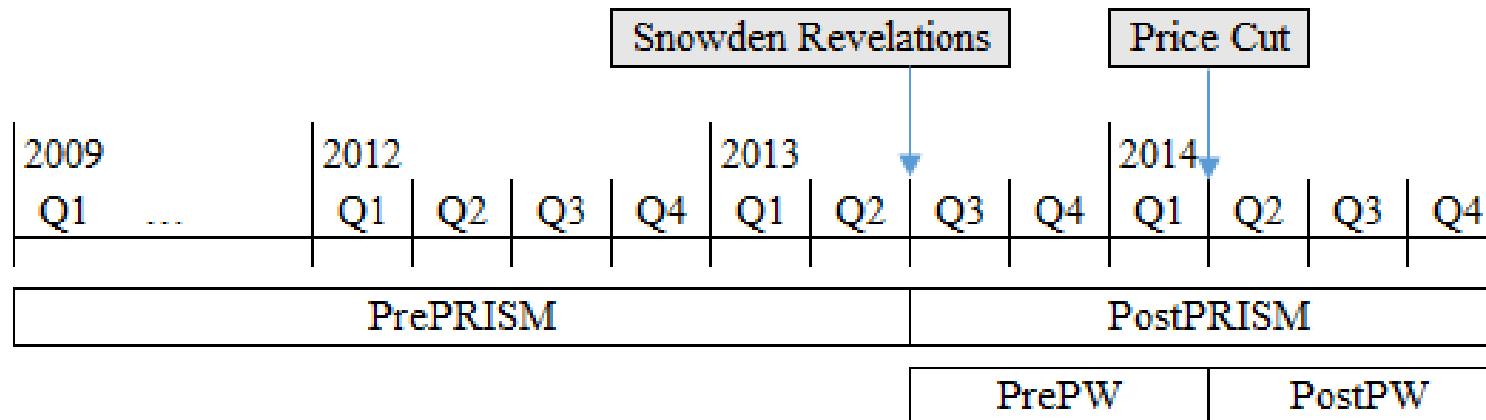 Snowden Revelations Price Cut
2009 2012 2013 2014
Q1 ... Q1 Q2 Q3 Q4 Q1 Q2 Q3 Q4 Q1 Q2 Q3 Q4
PrePRISM PostPRISM
PrePW PostPW